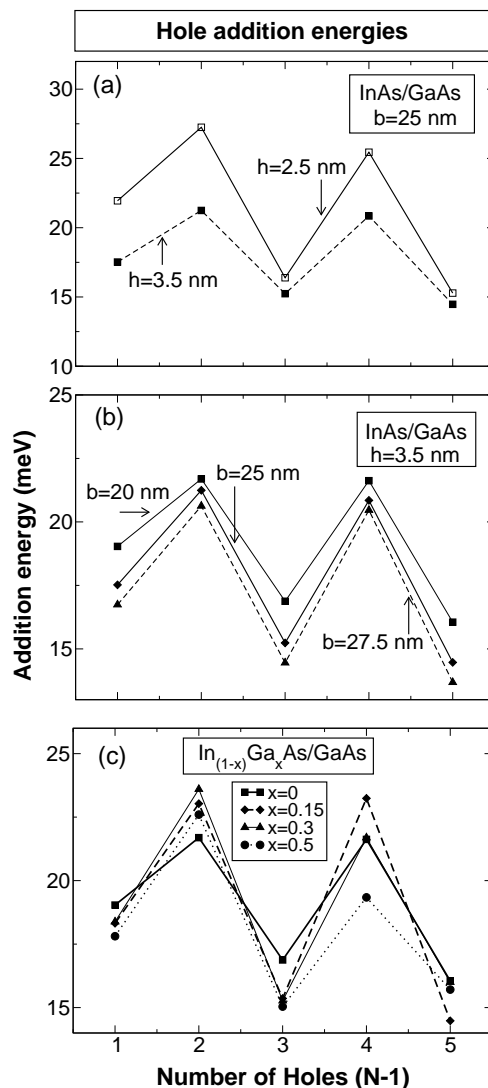 Hole addition energies
(a)
InAs/GaAs
b=25 nm
h=2.5 nm
h=3.5 nm
30
25
20
15
10
(b)
InAs/GaAs
h=3.5 nm
b=20 nm
b=25 nm
b=27.5 nm
25
20
15
Addition energy (meV)
(c)
In(1-x)GaxAs/GaAs
x=0
x=0.15
x=0.3
x=0.5
25
20
15
1 2 3 4 5
Number of Holes (N-1)